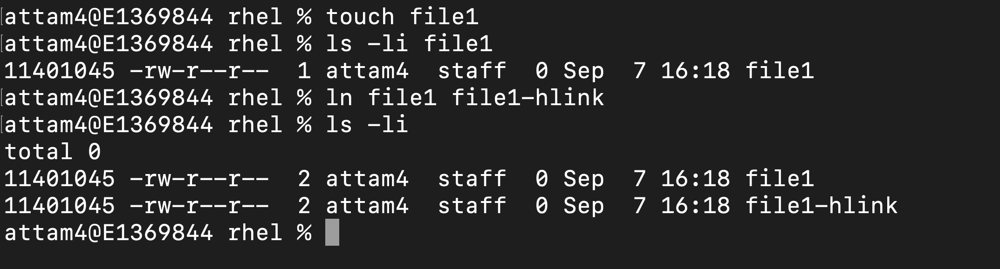 attam4@E1369844 rhel % touch file1
attam4@E1369844 rhel % ls -li file1
11401045 -rw-r--r--  1 attam4  staff  0 Sep  7 16:18 file1
attam4@E1369844 rhel % ln file1 file1-hlink
attam4@E1369844 rhel % ls -li
total 0
11401045 -rw-r--r--  2 attam4  staff  0 Sep  7 16:18 file1
11401045 -rw-r--r--  2 attam4  staff  0 Sep  7 16:18 file1-hlink
attam4@E1369844 rhel %